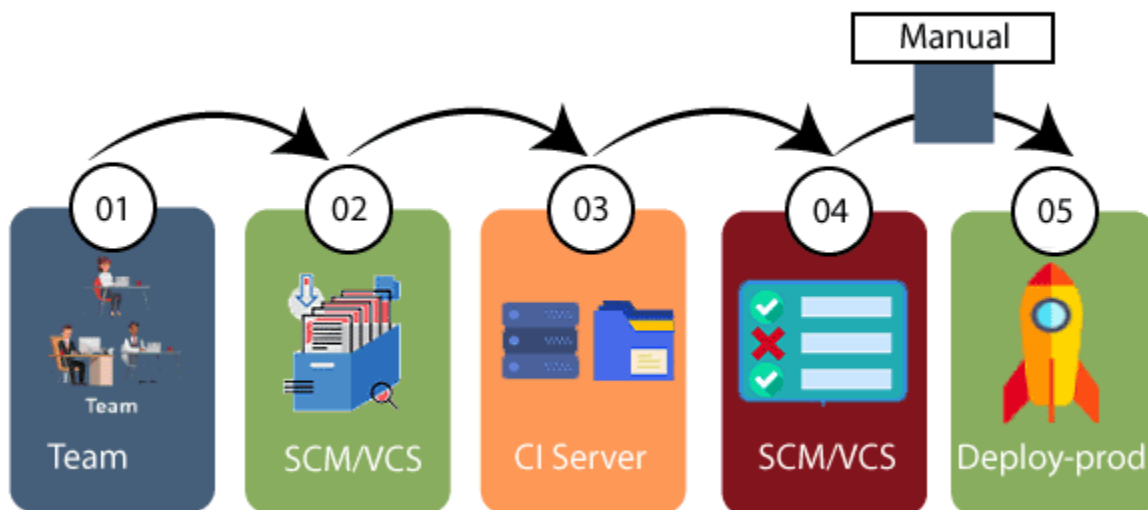 Manual
01
02
03
04
05
Team
Team
SCM/VCS
CI Server
SCM/VCS
Deploy-prod